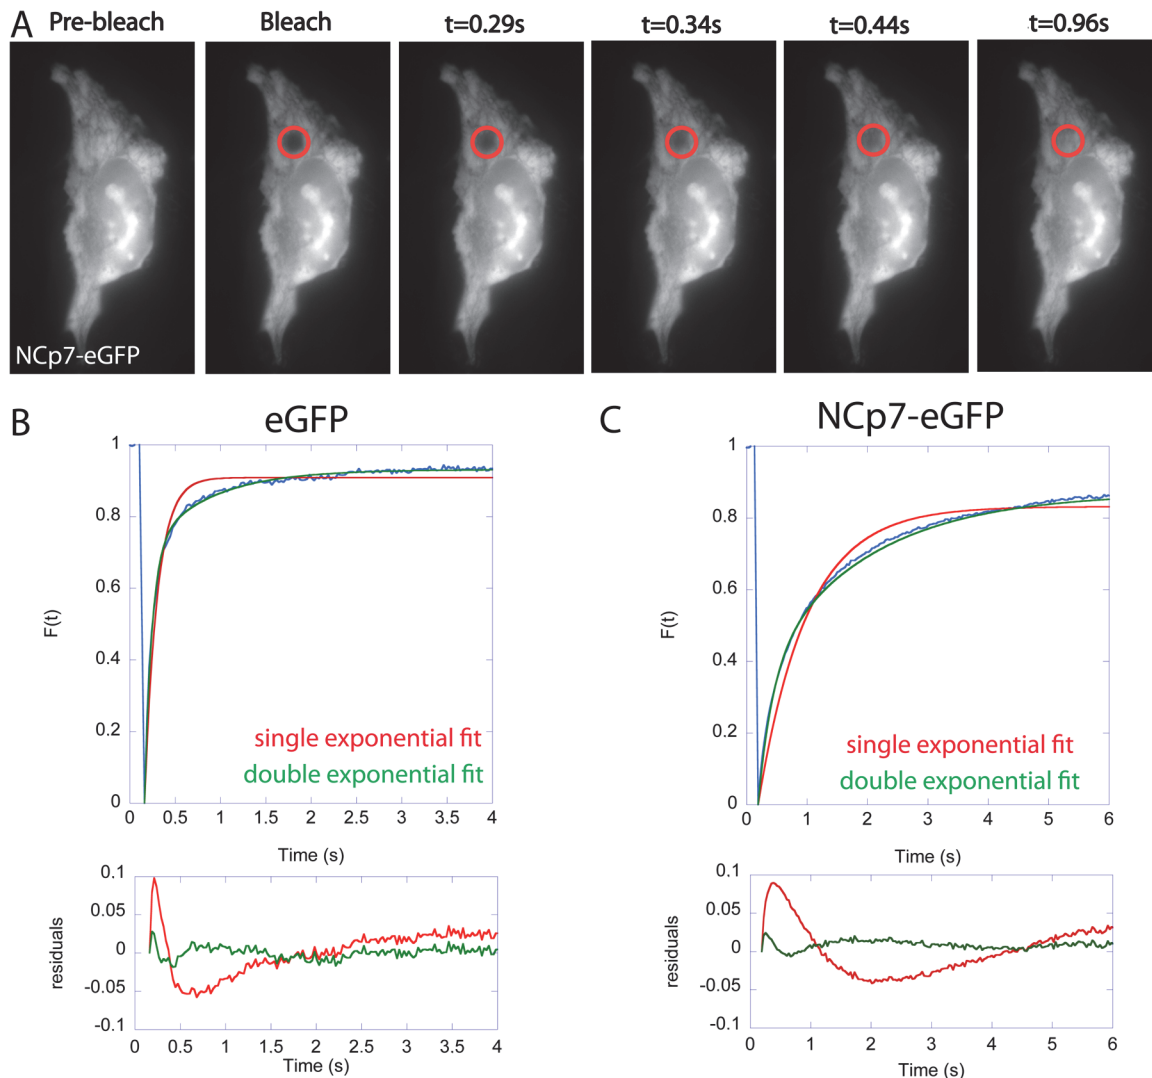 A
Pre-bleach
Bleach
t=0.29s
t=0.34s
t=0.44s
t=0.96s
NCp7-eGFP
B
eGFP
1
0.8
0.6
0.4
0.2
0
F(t)
single exponential fit
double exponential fit
0 0.5 1 1.5 2 2.5 3 3.5 4
Time (s)
0.1
0.05
0
-0.05
-0.1
residuals
0 0.5 1 1.5 2 2.5 3 3.5 4
Time (s)
C
NCp7-eGFP
1
0.8
0.6
0.4
0.2
0
F(t)
single exponential fit
double exponential fit
0 1 2 3 4 5 6
Time (s)
0.1
0.05
0
-0.05
-0.1
residuals
0 1 2 3 4 5 6
Time (s)